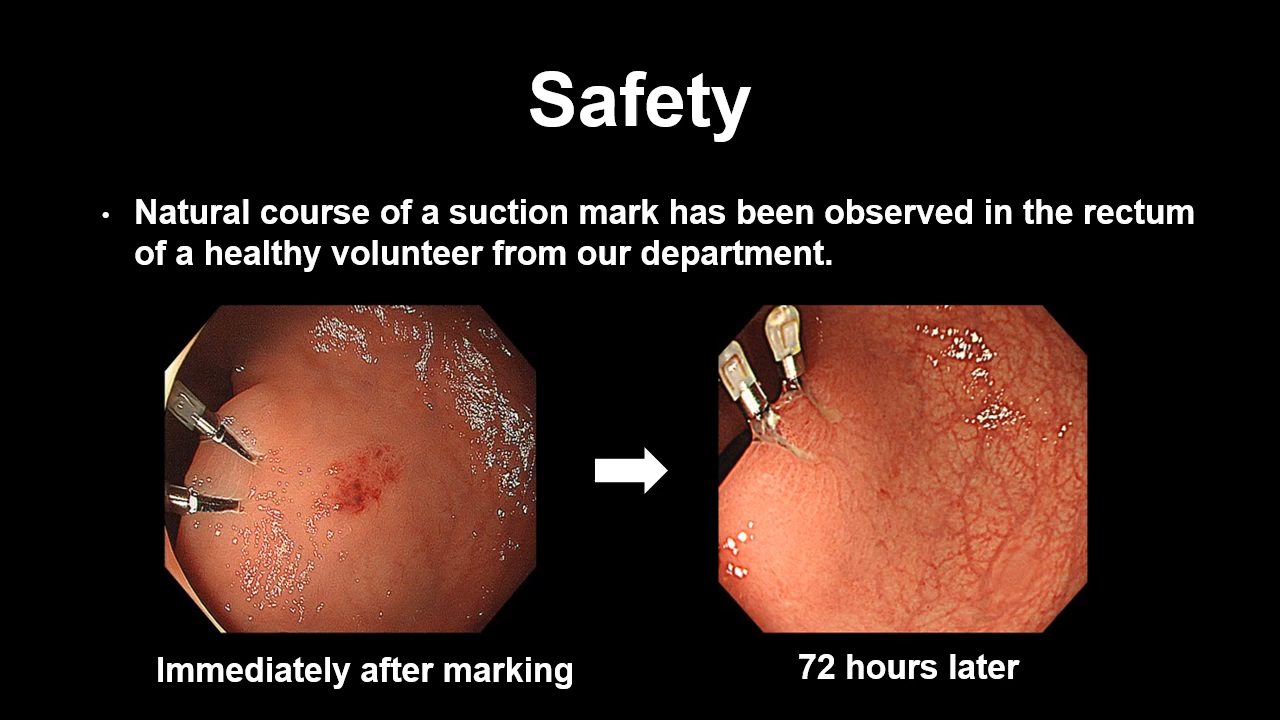 Safety
• Natural course of a suction mark has been observed in the rectum
of a healthy volunteer from our department.
Immediately after marking
72 hours later